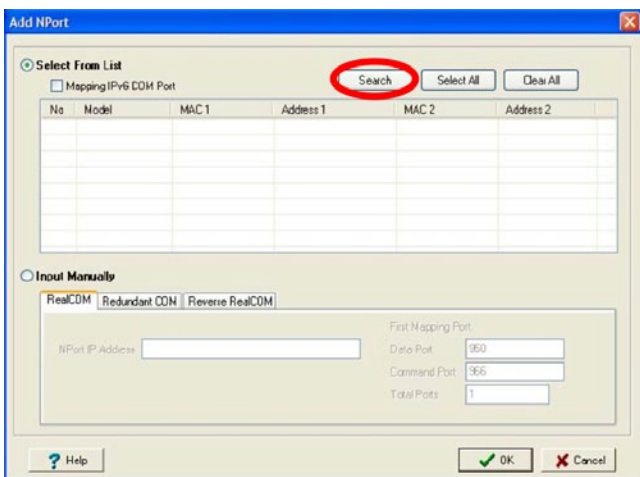 Add NPort
Select From List
Mapping IPv6 COM Port
Search
Select All
Clear All
No Model MAC 1 Address 1 MAC 2 Address 2
Input Manually
RealCOM Redundant COM Reverse RealCOM
First Mapping Port
NPort IP Address
Data Port 950
Command Port 966
Total Ports 1
Help
OK
Cancel